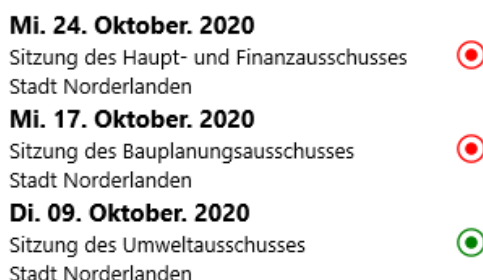 Mi. 24. Oktober. 2020
Sitzung des Haupt- und Finanzausschusses
Stadt Norderlanden
Mi. 17. Oktober. 2020
Sitzung des Bauplanungsausschusses
Stadt Norderlanden
Di. 09. Oktober. 2020
Sitzung des Umweltausschusses
Stadt Norderlanden